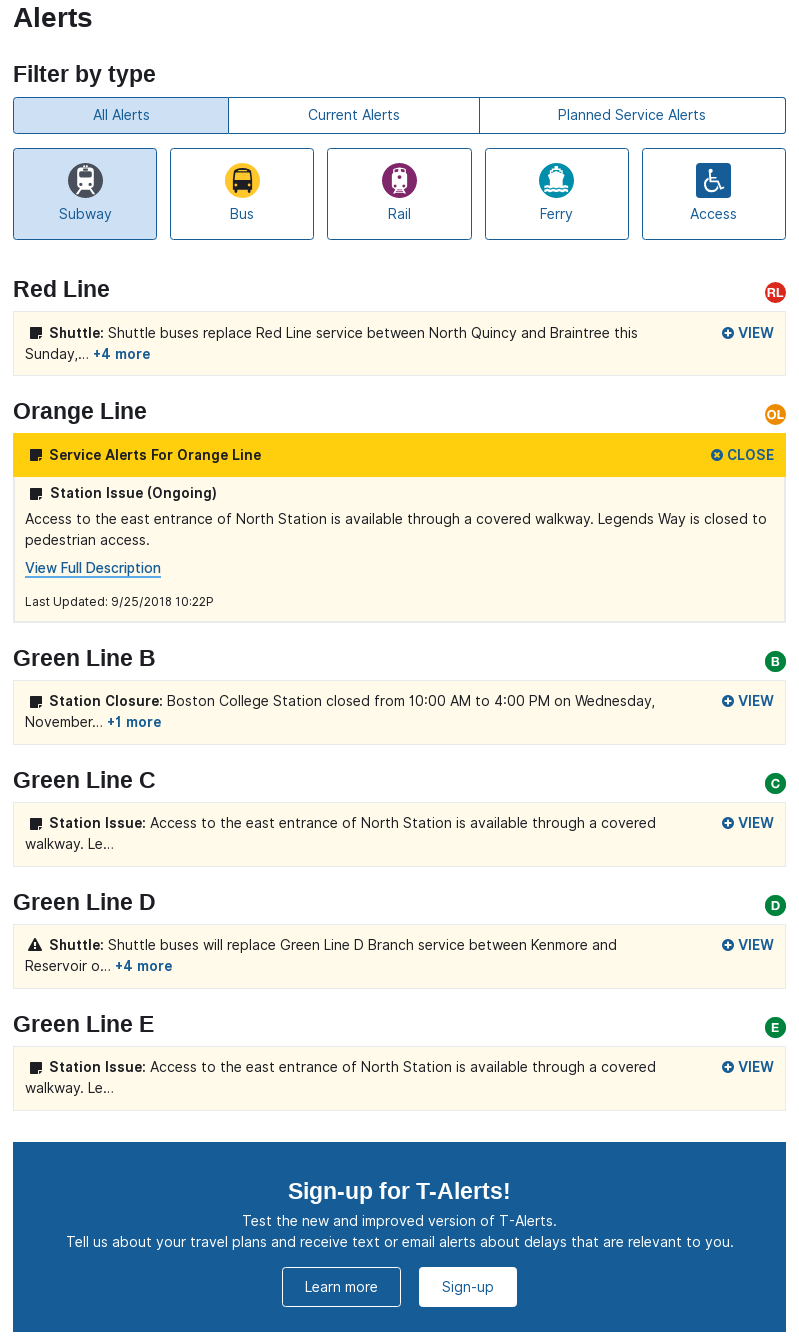 Alerts
Filter by type
All Alerts
Current Alerts
Planned Service Alerts
Subway
Bus
Rail
Ferry
Access
Red Line
RL
Shuttle: Shuttle buses replace Red Line service between North Quincy and Braintree this
VIEW
Sunday,... +4 more
Orange Line
OL
Service Alerts For Orange Line
CLOSE
Station Issue (Ongoing)
Access to the east entrance of North Station is available through a covered walkway. Legends Way is closed to
pedestrian access.
View Full Description
Last Updated: 9/25/2018 10:22P
Green Line B
B
Station Closure: Boston College Station closed from 10:00 AM to 4:00 PM on Wednesday,
VIEW
November... +1 more
Green Line C
C
Station Issue: Access to the east entrance of North Station is available through a covered
VIEW
walkway. Le...
Green Line D
D
Shuttle: Shuttle buses will replace Green Line D Branch service between Kenmore and
VIEW
Reservoir o... +4 more
Green Line E
E
Station Issue: Access to the east entrance of North Station is available through a covered
VIEW
walkway. Le...
Sign-up for T-Alerts!
Test the new and improved version of T-Alerts.
Tell us about your travel plans and receive text or email alerts about delays that are relevant to you.
Learn more
Sign-up